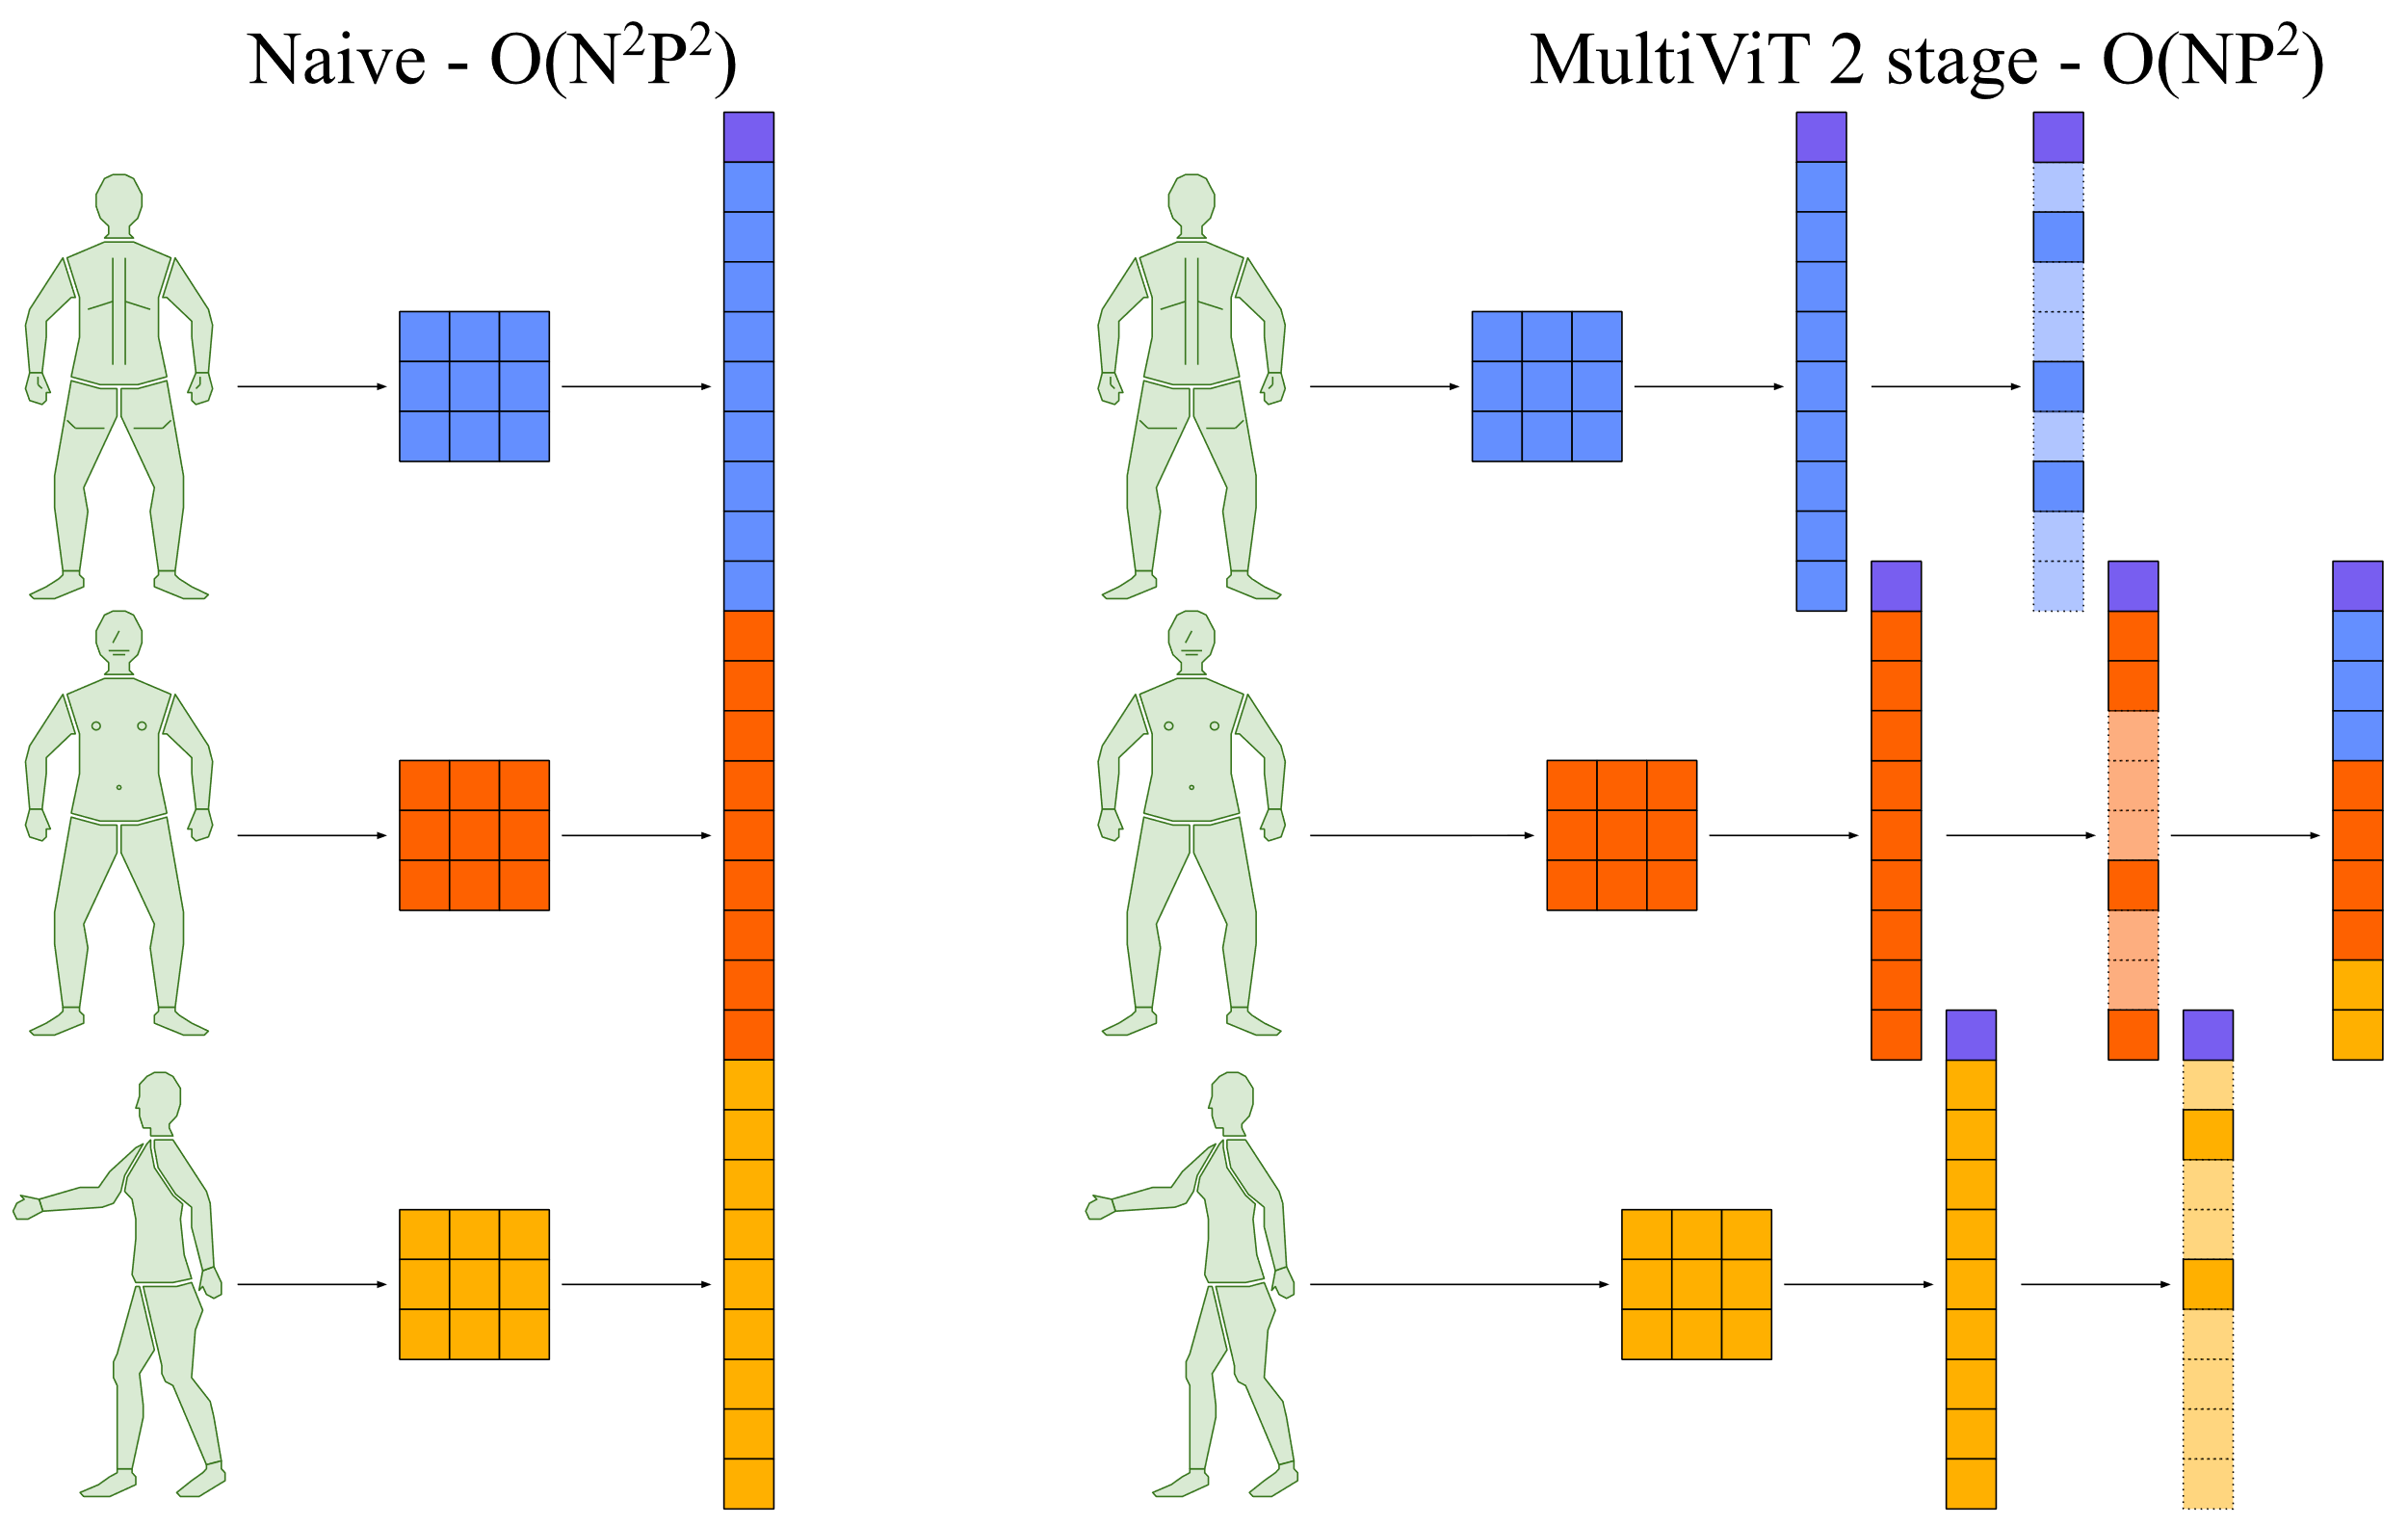 Naive - O(N²P²)
MultiViT 2 stage - O(NP²)